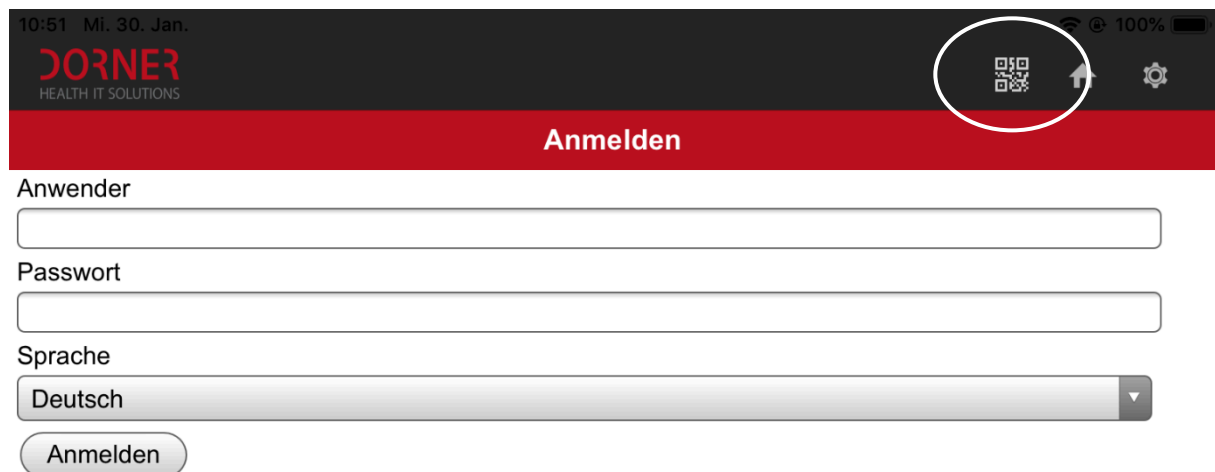 10:51 Mi. 30. Jan.
100%
DORNER
HEALTH IT SOLUTIONS
Anmelden
Anwender
Passwort
Sprache
Deutsch
Anmelden